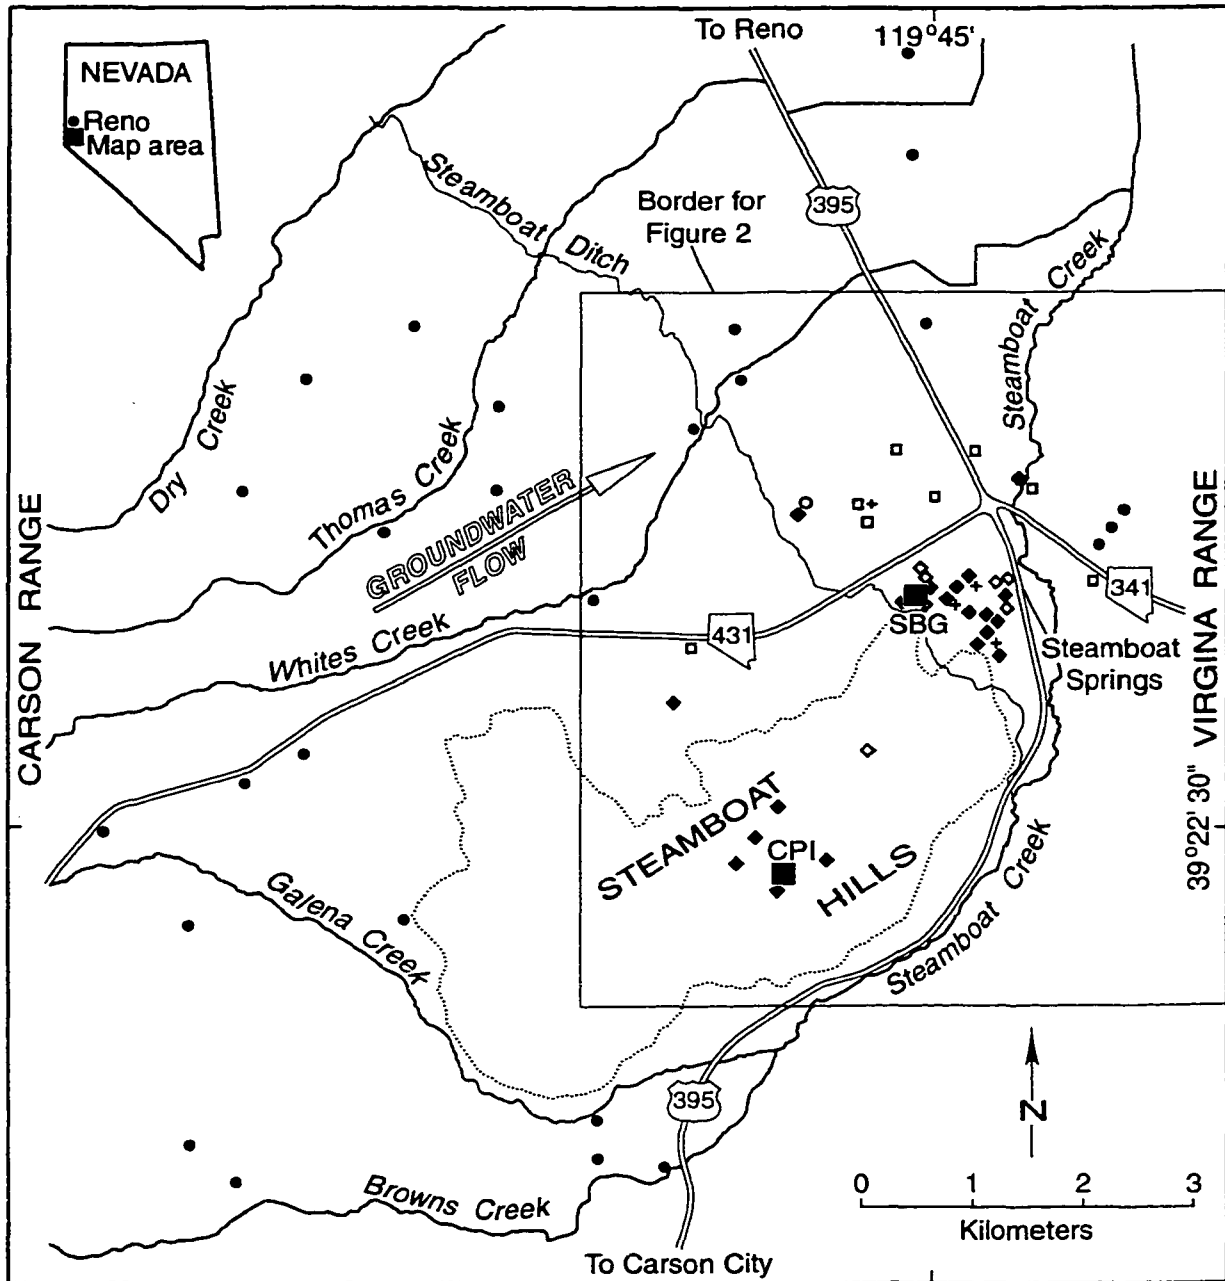 To Reno
119°45'
NEVADA
Reno
Map area
Steamboat Ditch
Border for
Figure 2
395
Steamboat Creek
Dry Creek
Thomas Creek
GROUNDWATER
FLOW
Whites Creek
431
SBG
341
Steamboat
Springs
CARSON RANGE
VIRGINA RANGE
39°22' 30"
STEAMBOAT
HILLS
CPI
Galena Creek
Steamboat Creek
395
N
Browns Creek
0 1 2 3
Kilometers
To Carson City